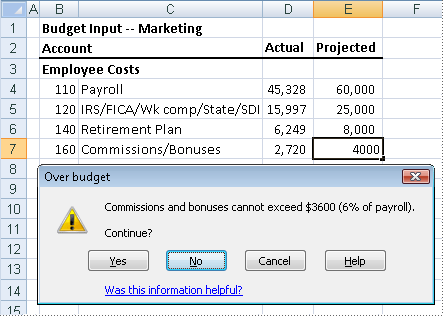 B C D E F
1 Budget Input -- Marketing
2 Account Actual Projected
3 Employee Costs
4 110 Payroll 45,328 60,000
5 120 IRS/FICA/Wk comp/State/SDI 15,997 25,000
6 140 Retirement Plan 6,249 8,000
7 160 Commissions/Bonuses 2,720 4000
8
Over budget
9
10 Commissions and bonuses cannot exceed $3600 (6% of payroll).
11 Continue?
12
13 Yes No Cancel Help
14 Was this information helpful?
15